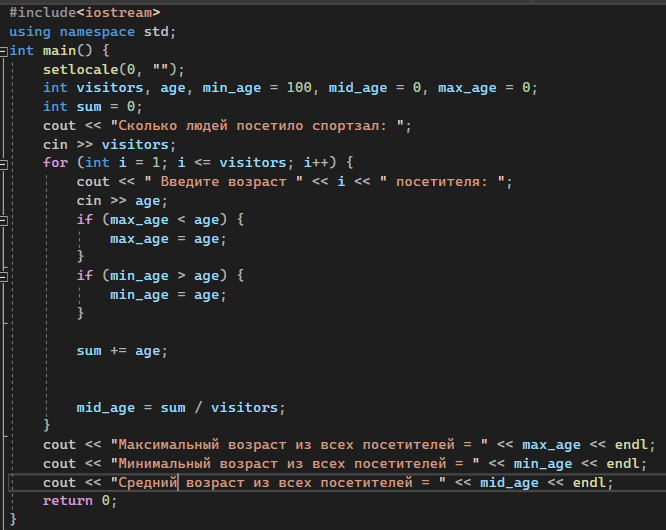 #include<iostream>
using namespace std;
int main() {
setlocale(0, "");
int visitors, age, min_age = 100, mid_age = 0, max_age = 0;
int sum = 0;
cout << "Сколько людей посетило спортзал: ";
cin >> visitors;
for (int i = 1; i <= visitors; i++) {
cout << " Введите возраст " << i << " посетителя: ";
cin >> age;
if (max_age < age) {
max_age = age;
}
if (min_age > age) {
min_age = age;
}
sum += age;
mid_age = sum / visitors;
}
cout << "Максимальный возраст из всех посетителей = " << max_age << endl;
cout << "Минимальный возраст из всех посетителей = " << min_age << endl;
cout << "Средний возраст из всех посетителей = " << mid_age << endl;
return 0;
}